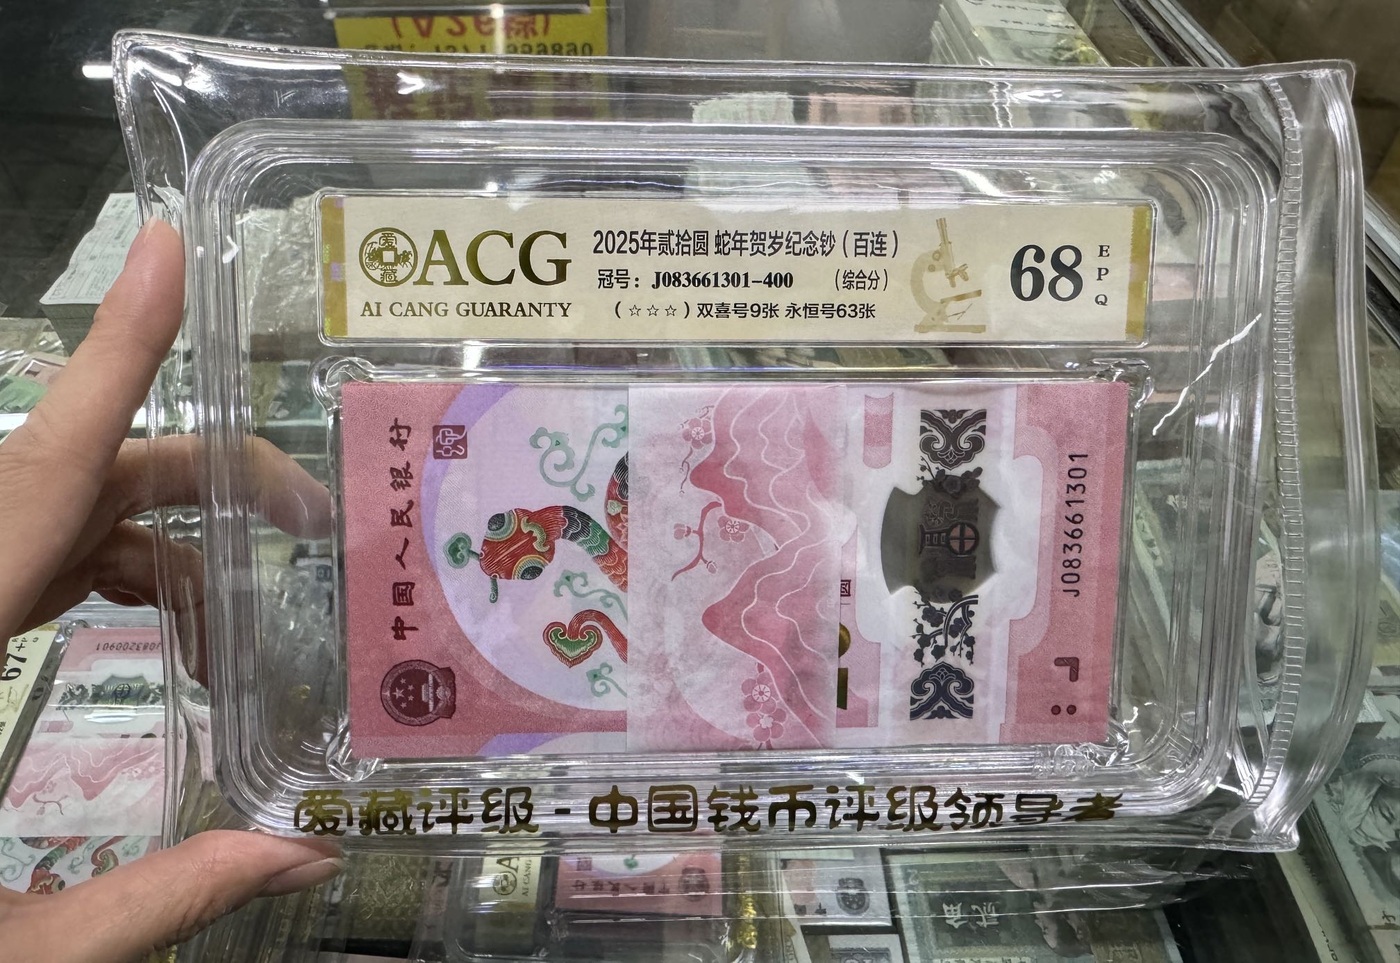 ACG
AI CANG GUARANTY
2025年贰拾圆 蛇年贺岁纪念钞（百连）
冠号：J083661301-400 （综合分）
（☆☆☆）双喜号9张 永恒号63张
68
EPQ
中国人民银行
J083661301
圆
爱藏评级-中国钱币评级领导者
67+
J083200901